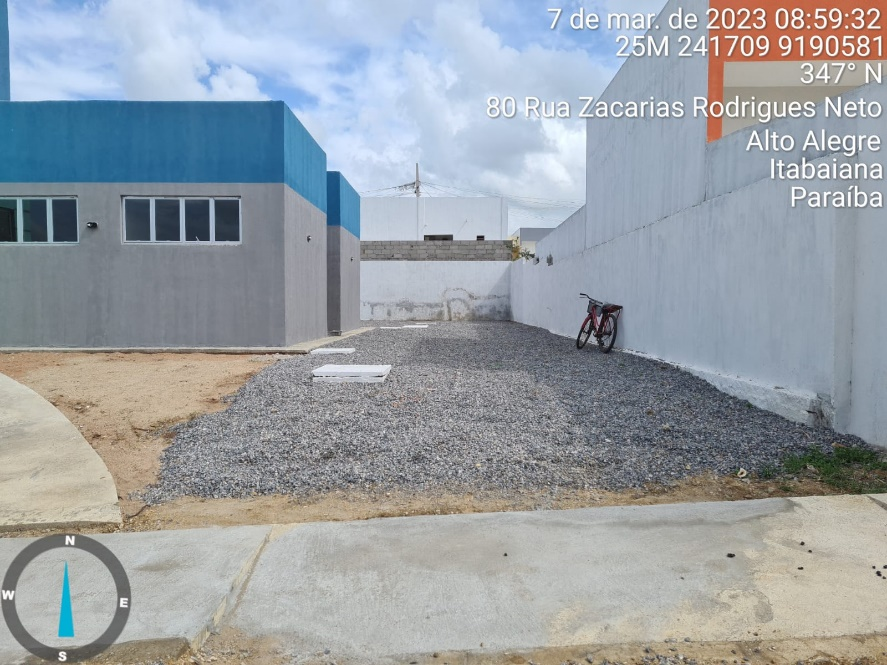 7 de mar. de 2023 08:59:32
25M 241709 9190581
347° N
80 Rua Zacarias Rodrigues Neto
Alto Alegre
Itabaiana
Paraíba
N
W E
S